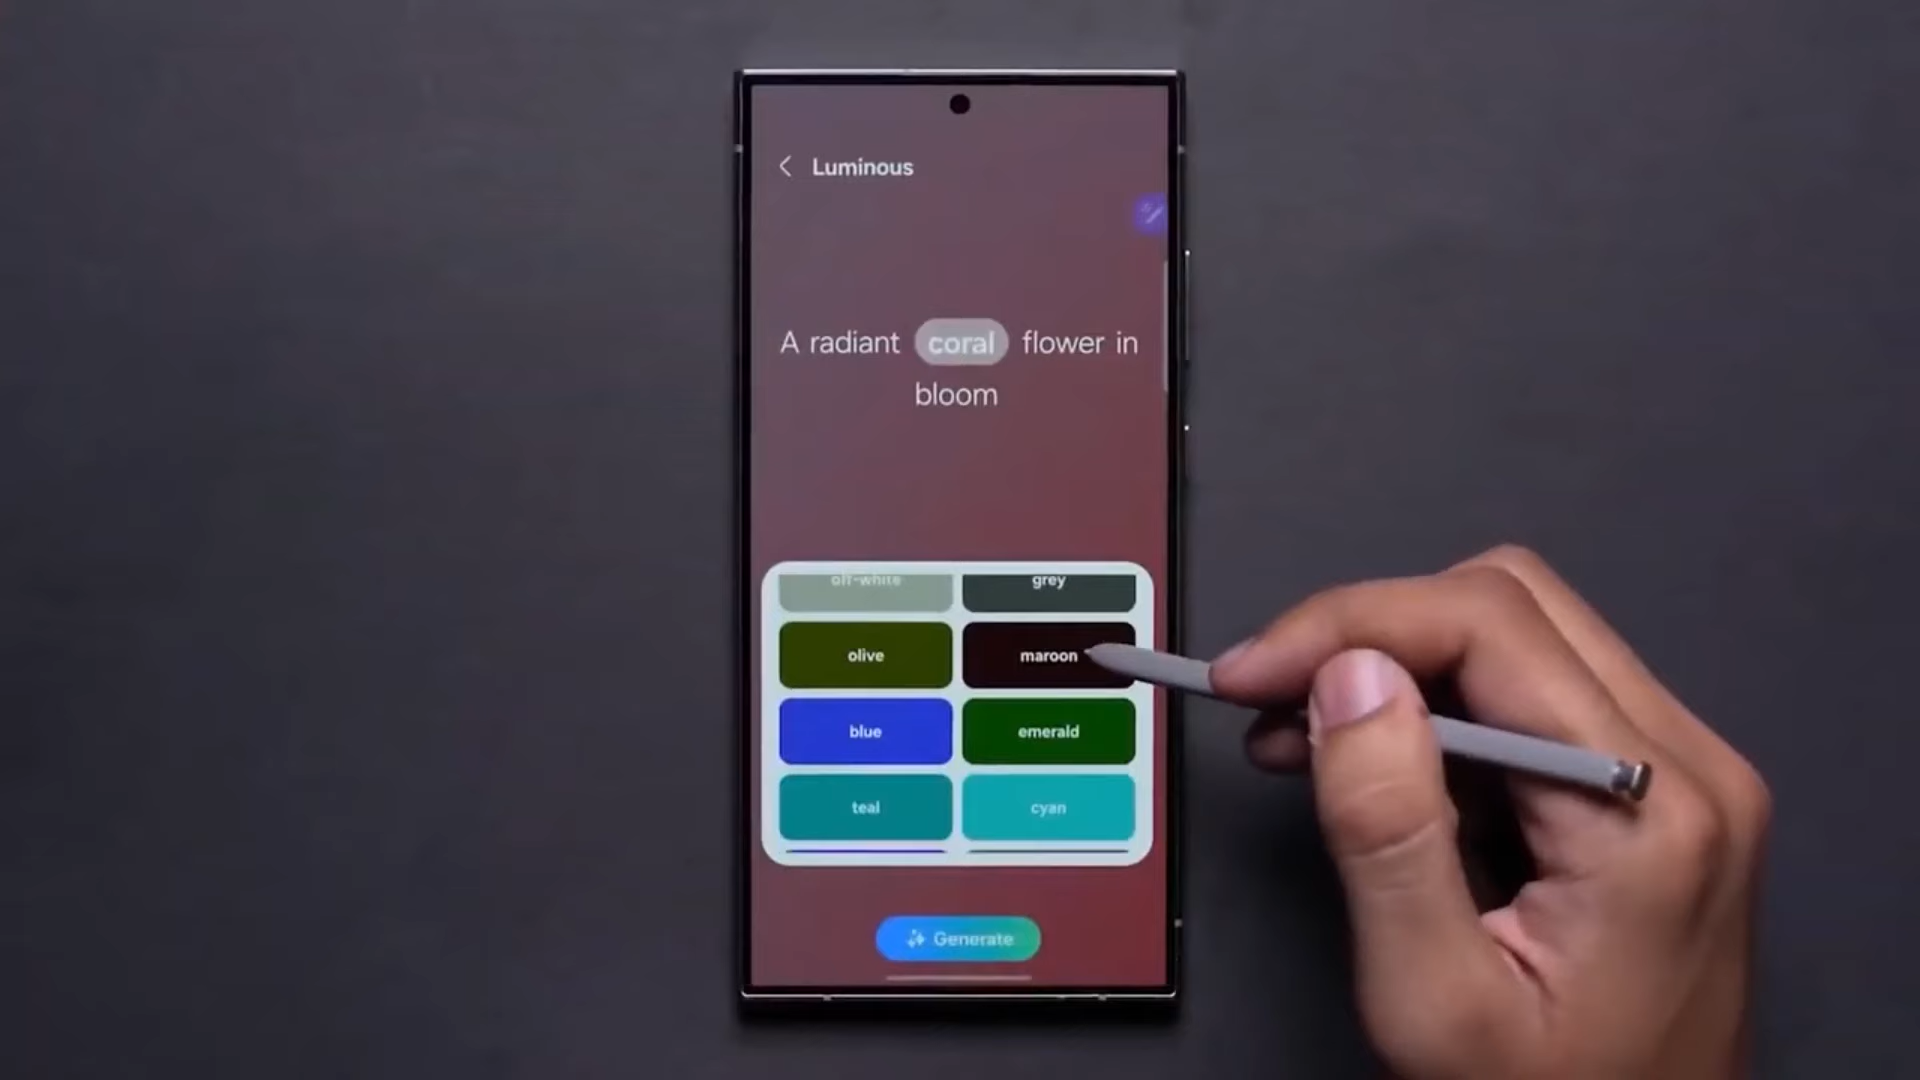 Luminous
A radiant coral flower in
bloom
off-white
grey
olive
maroon
blue
emerald
teal
cyan
Generate